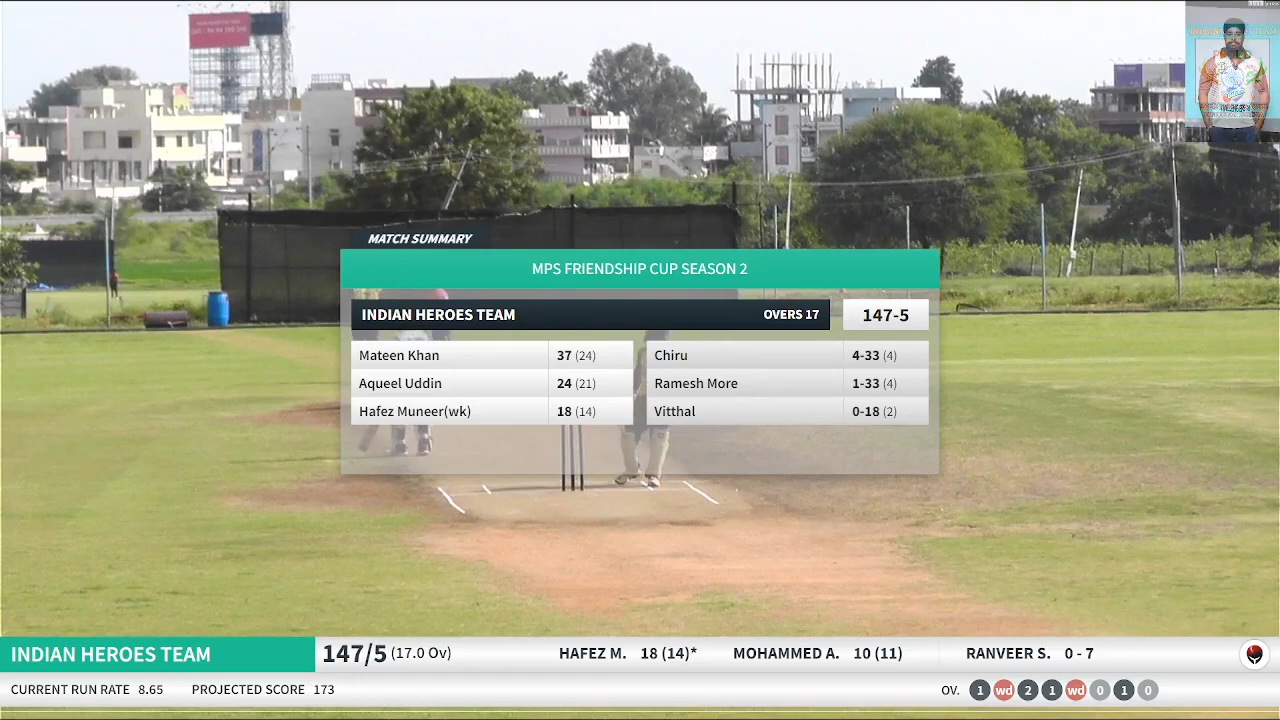 MATCH SUMMARY
MPS FRIENDSHIP CUP SEASON 2
INDIAN HEROES TEAM OVERS 17 147-5
Mateen Khan 37 (24) Chiru 4-33 (4)
Aqueel Uddin 24 (21) Ramesh More 1-33 (4)
Hafez Muneer(wk) 18 (14) Vitthal 0-18 (2)
INDIAN HEROES TEAM 147/5 (17.0 Ov) HAFEZ M. 18 (14)* MOHAMMED A. 10 (11) RANVEER S. 0 - 7
CURRENT RUN RATE 8.65 PROJECTED SCORE 173 OV. 1 wd 2 1 wd 0 1 0